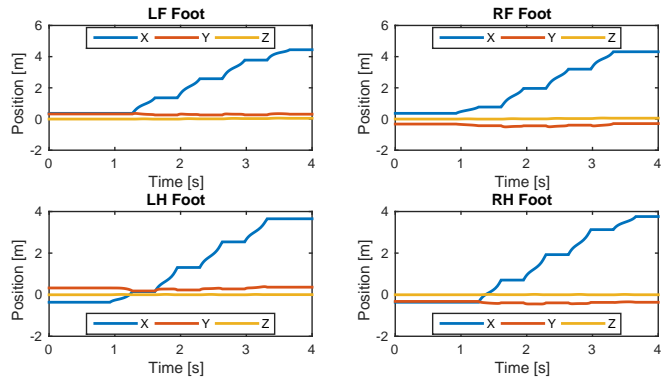 LF Foot
6
4
2
0
-2
Position [m]
X Y Z
0 1 2 3 4
Time [s]
RF Foot
6
4
2
0
-2
Position [m]
X Y Z
0 1 2 3 4
Time [s]
LH Foot
4
2
0
-2
Position [m]
X Y Z
0 1 2 3 4
Time [s]
RH Foot
4
2
0
-2
Position [m]
X Y Z
0 1 2 3 4
Time [s]